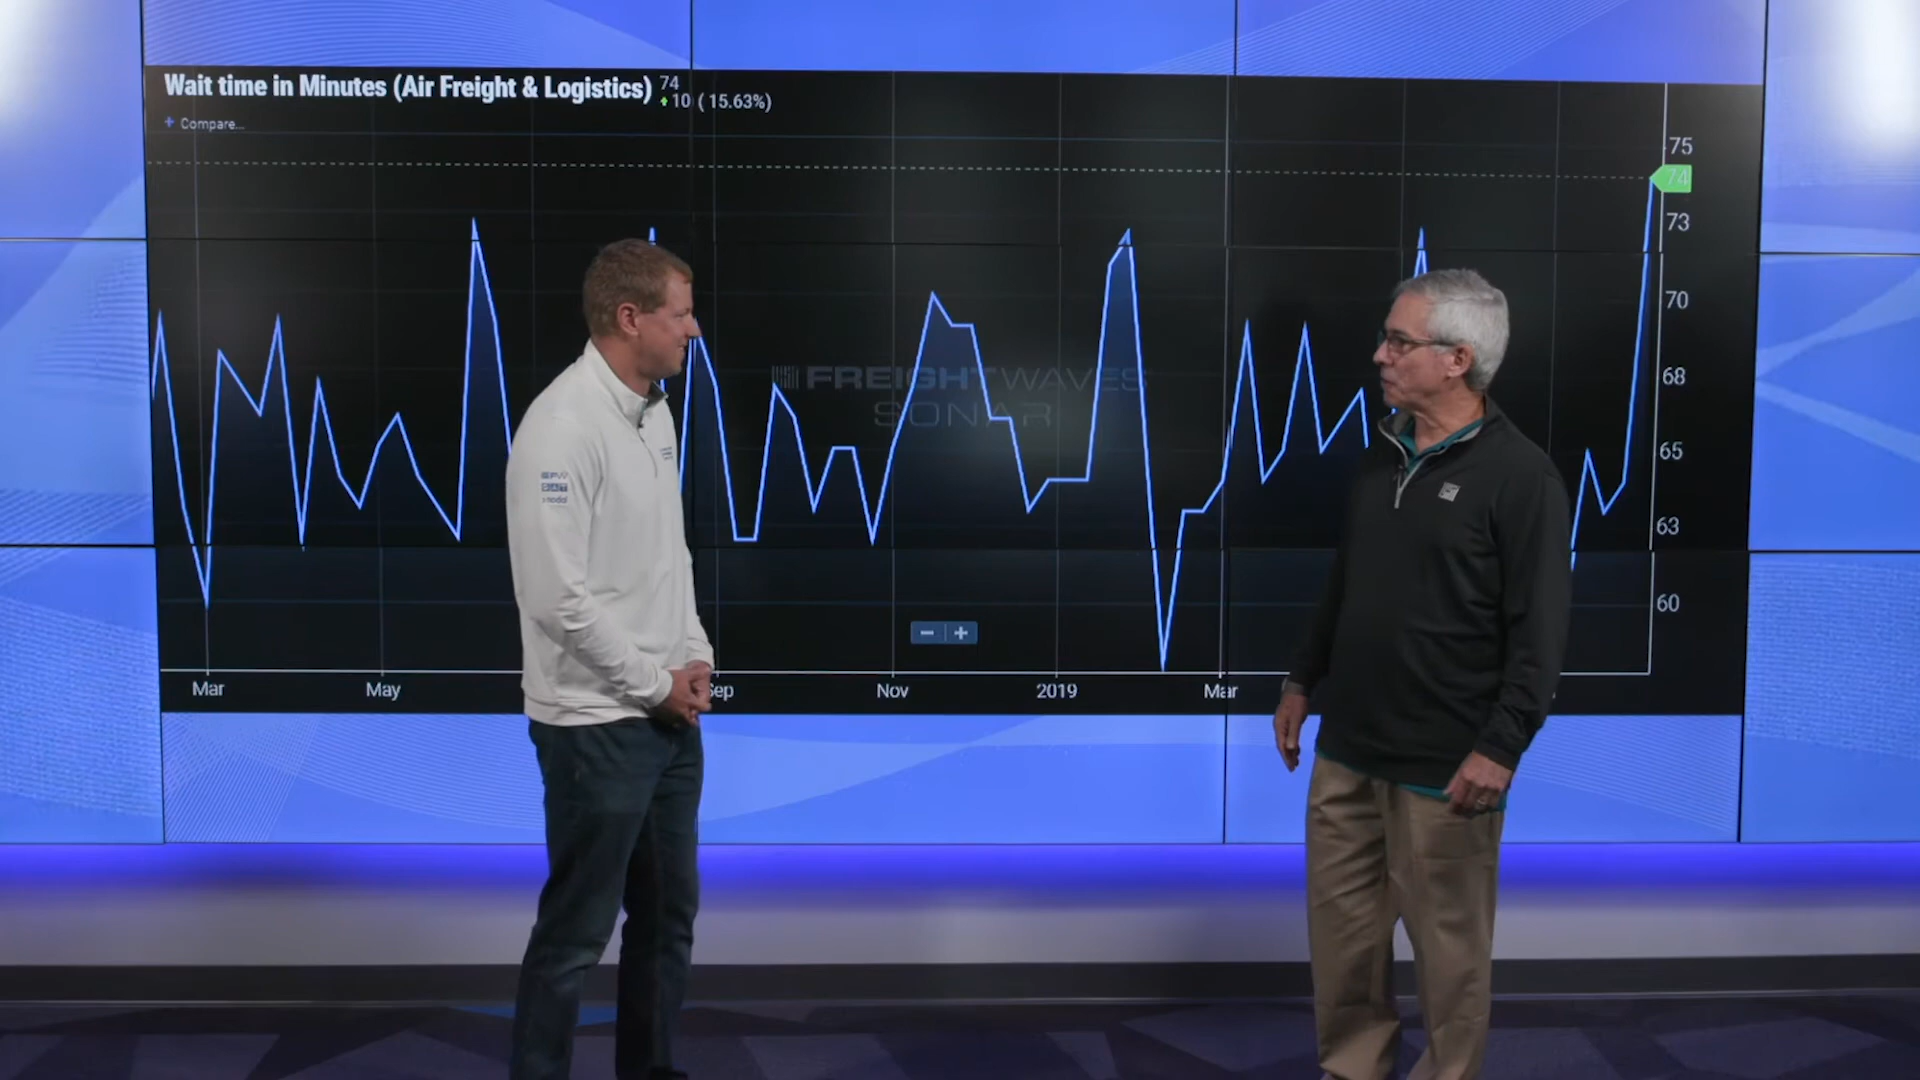 Wait time in Minutes (Air Freight & Logistics) 74
10 (15.63%)
+ Compare...
75
74
73
70
68
65
63
60
FREIGHTWAVES
SONAR
− +
Mar May Sep Nov 2019 Mar